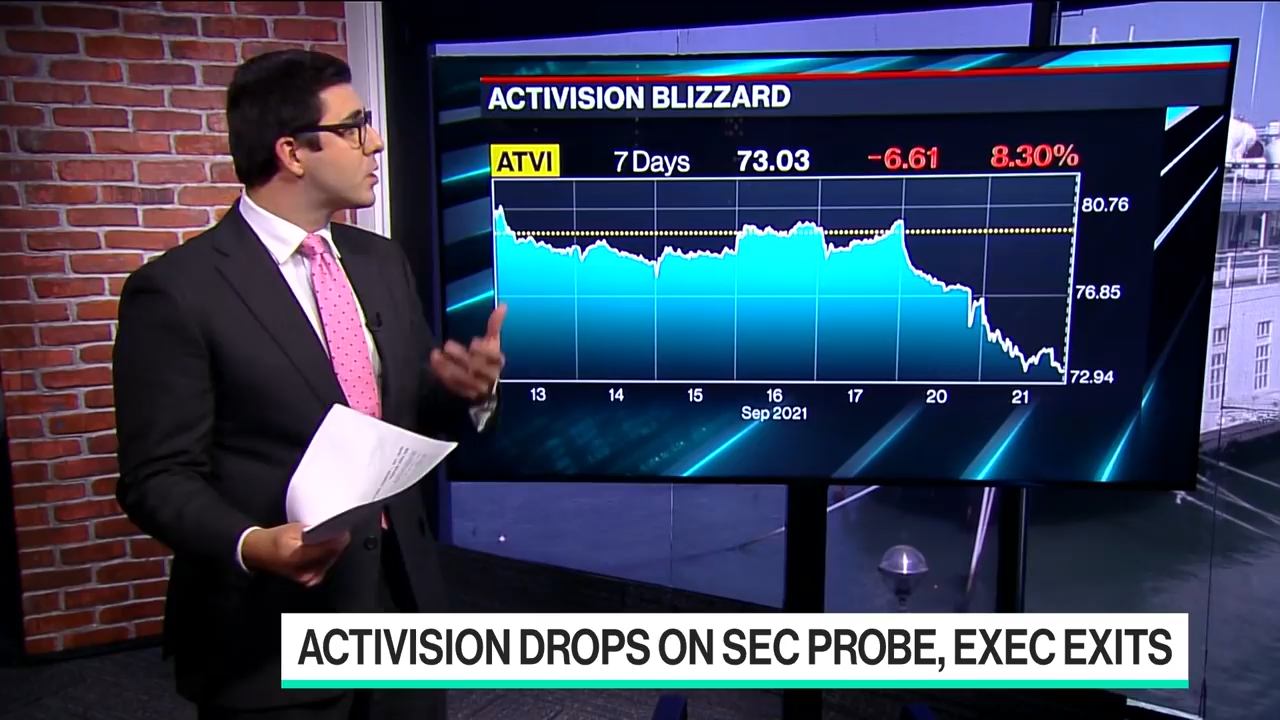 ACTIVISION BLIZZARD
ATVI 7 Days 73.03 -6.61 8.30%
80.76
76.85
72.94
13 14 15 16 17 20 21
Sep 2021
ACTIVISION DROPS ON SEC PROBE, EXEC EXITS